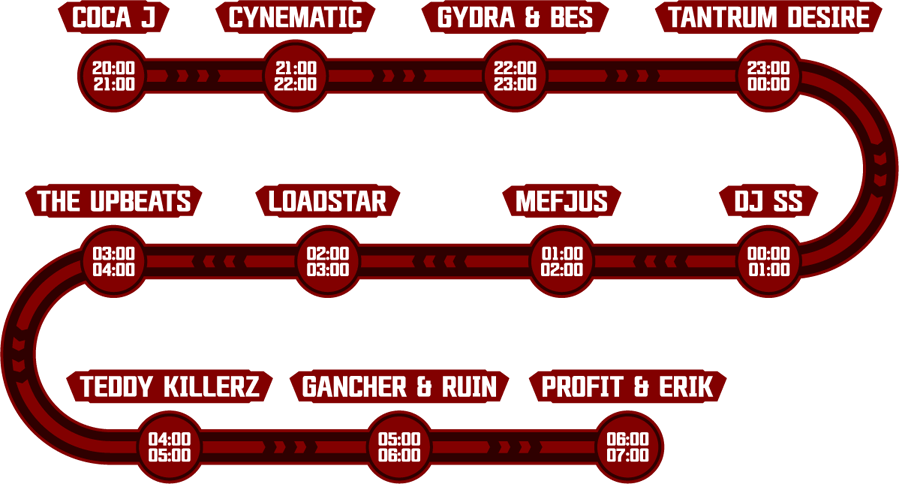 COCA J
20:00
21:00
CYNEMATIC
21:00
22:00
GYDRA & BES
22:00
23:00
TANTRUM DESIRE
23:00
00:00
DJ SS
00:00
01:00
MEFJUS
01:00
02:00
LOADSTAR
02:00
03:00
THE UPBEATS
03:00
04:00
TEDDY KILLERZ
04:00
05:00
GANCHER & RUIN
05:00
06:00
PROFIT & ERIK
06:00
07:00